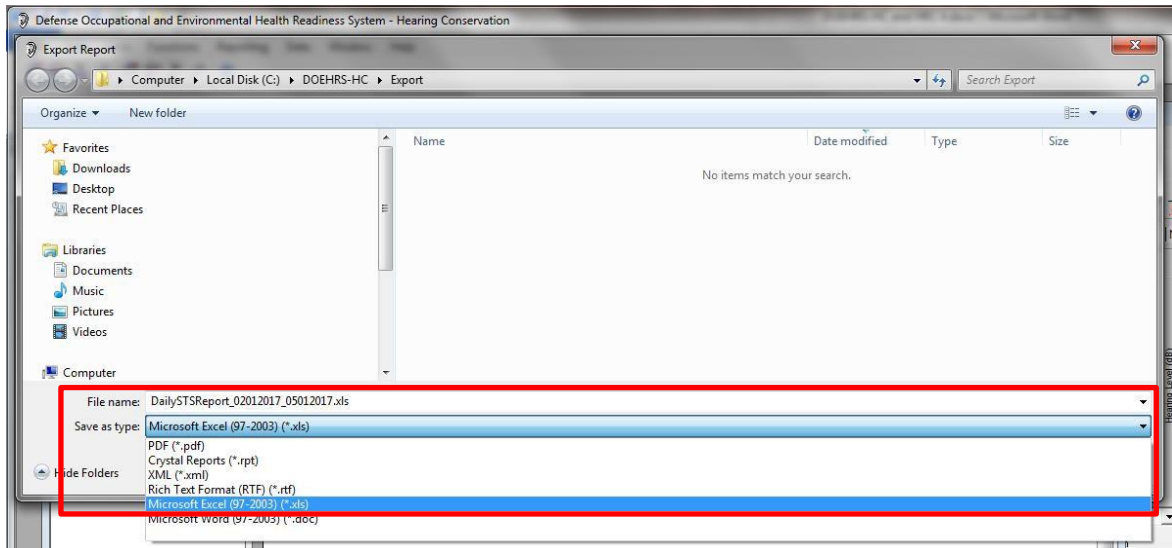 Defense Occupational and Environmental Health Readiness System - Hearing Conservation
Export Report
Computer ▸ Local Disk (C:) ▸ DOEHRS-HC ▸ Export
Search Export
Organize
New folder
Favorites
Downloads
Desktop
Recent Places
Libraries
Documents
Music
Pictures
Videos
Computer
Name
Date modified
Type
Size
No items match your search.
File name: DailySTSReport_02012017_05012017.xls
Save as type: Microsoft Excel (97-2003) (*.xls)
PDF (*.pdf)
Crystal Reports (*.rpt)
XML (*.xml)
Rich Text Format (RTF) (*.rtf)
Microsoft Excel (97-2003) (*.xls)
Microsoft Word (97-2003) (*.doc)
Hide Folders
Hearing Level (dB)